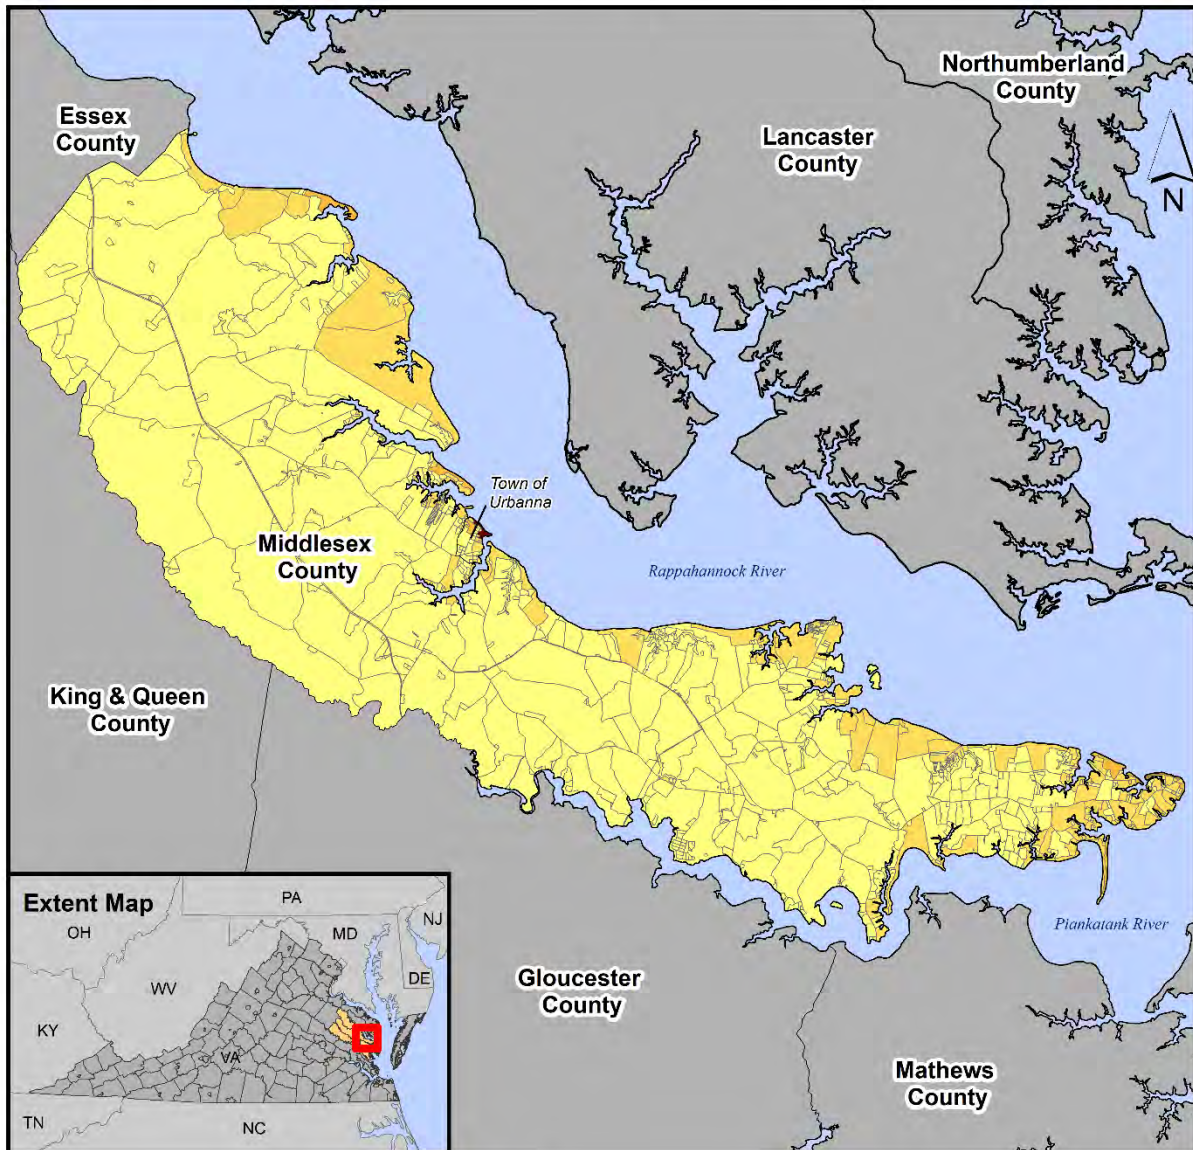 Northumberland
County
Essex
County
Lancaster
County
N
Town of
Urbanna
Middlesex
County
Rappahannock River
King & Queen
County
Extent Map
PA
OH
MD
NJ
WV
DE
KY
VA
TN
NC
Gloucester
County
Piankatank River
Mathews
County